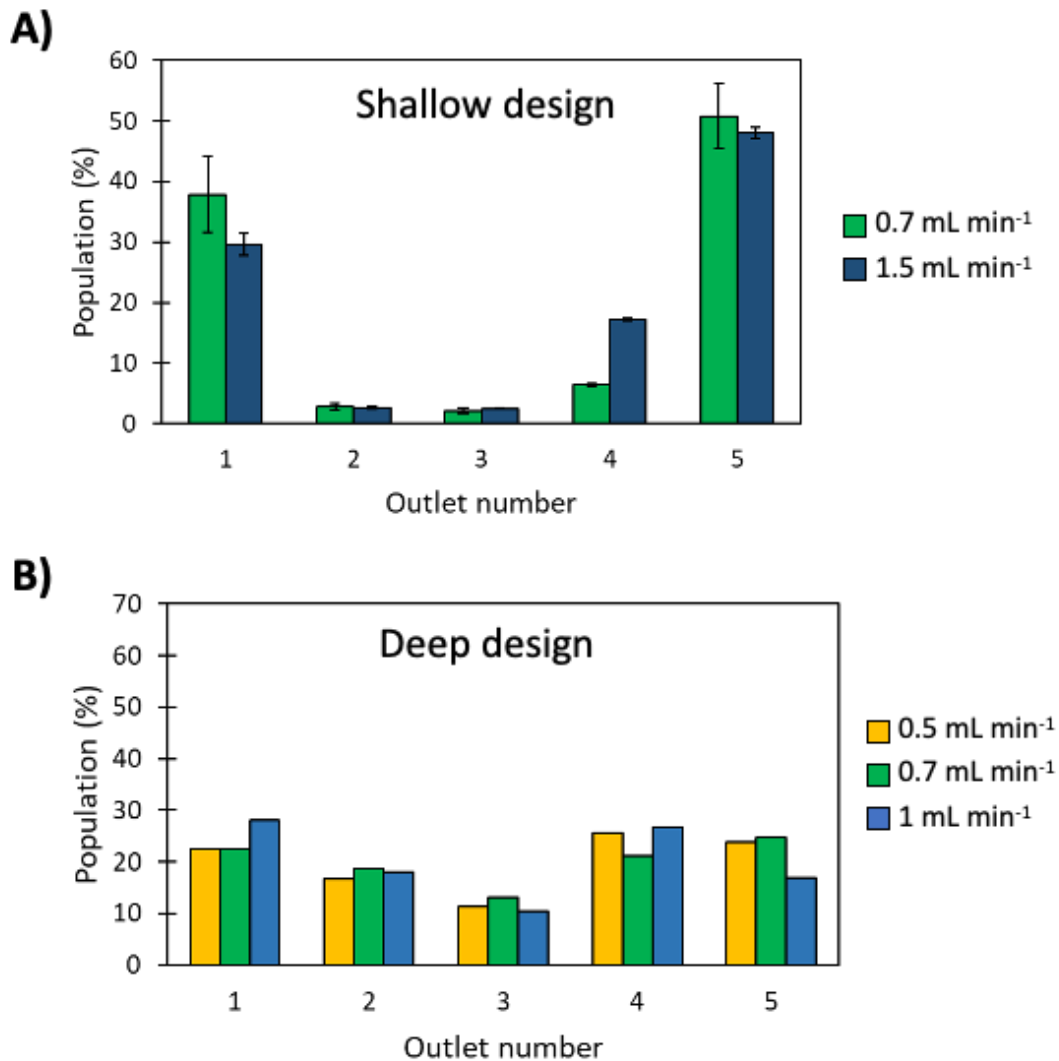 A)
60
50
40
30
20
10
0
Population (%)
Shallow design
1 2 3 4 5
Outlet number
0.7 mL min⁻¹
1.5 mL min⁻¹
B)
70
60
50
40
30
20
10
0
Population (%)
Deep design
1 2 3 4 5
Outlet number
0.5 mL min⁻¹
0.7 mL min⁻¹
1 mL min⁻¹